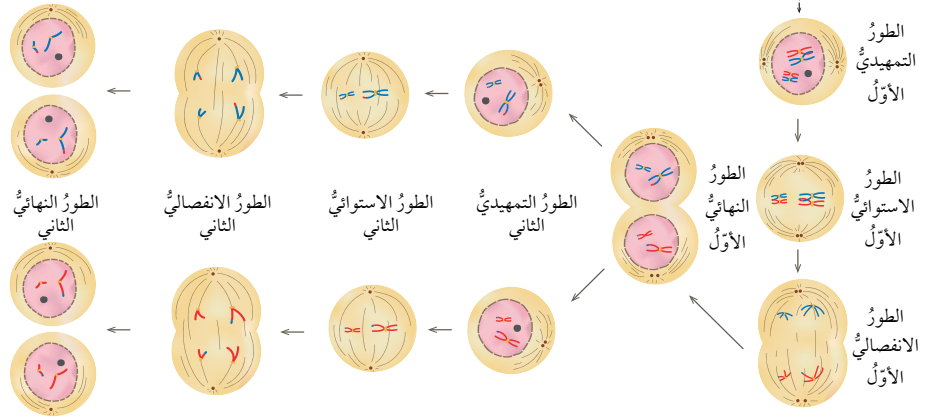 الطورُ
التمهيديُّ
الأوّلُ
الطورُ
الاستوائيُّ
الأوّلُ
الطورُ
الانفصاليُّ
الأوّلُ
الطورُ
النهائيُّ
الأوّلُ
الطورُ التمهيديُّ
الثاني
الطورُ الاستوائيُّ
الثاني
الطورُ الانفصاليُّ
الثاني
الطورُ النهائيُّ
الثاني